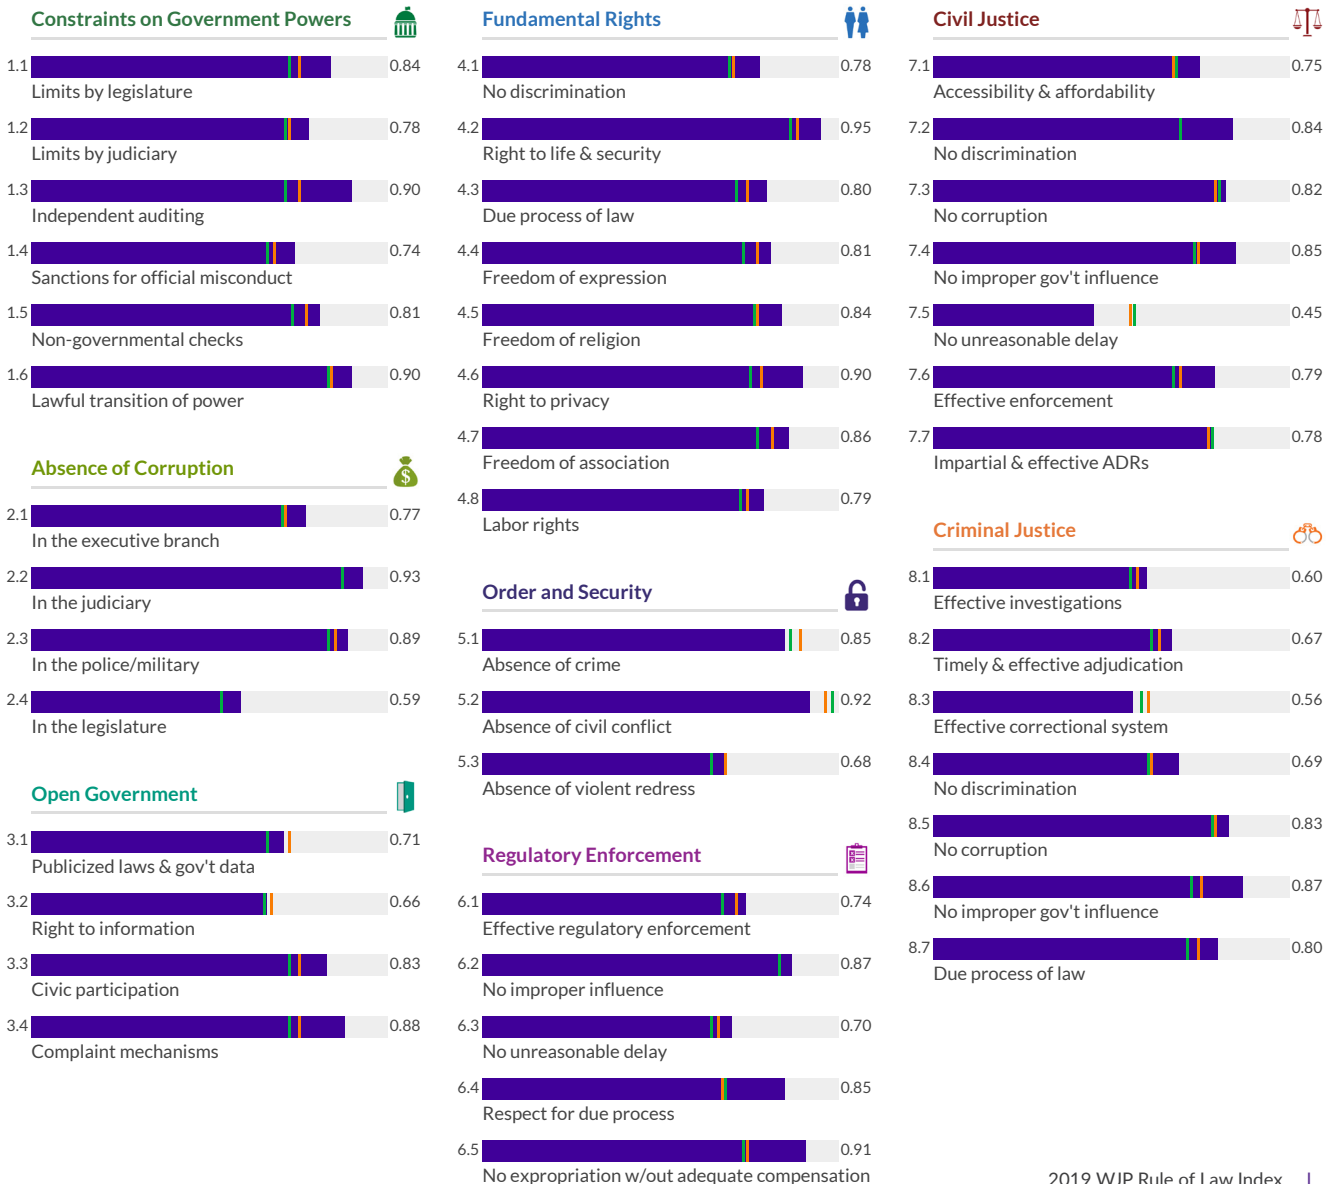 Constraints on Government Powers
1.1 0.84
Limits by legislature
1.2 0.78
Limits by judiciary
1.3 0.90
Independent auditing
1.4 0.74
Sanctions for official misconduct
1.5 0.81
Non-governmental checks
1.6 0.90
Lawful transition of power
Absence of Corruption
$
2.1 0.77
In the executive branch
2.2 0.93
In the judiciary
2.3 0.89
In the police/military
2.4 0.59
In the legislature
Open Government
3.1 0.71
Publicized laws & gov't data
3.2 0.66
Right to information
3.3 0.83
Civic participation
3.4 0.88
Complaint mechanisms
Fundamental Rights
4.1 0.78
No discrimination
4.2 0.95
Right to life & security
4.3 0.80
Due process of law
4.4 0.81
Freedom of expression
4.5 0.84
Freedom of religion
4.6 0.90
Right to privacy
4.7 0.86
Freedom of association
4.8 0.79
Labor rights
Order and Security
5.1 0.85
Absence of crime
5.2 0.92
Absence of civil conflict
5.3 0.68
Absence of violent redress
Regulatory Enforcement
6.1 0.74
Effective regulatory enforcement
6.2 0.87
No improper influence
6.3 0.70
No unreasonable delay
6.4 0.85
Respect for due process
6.5 0.91
No expropriation w/out adequate compensation
Civil Justice
7.1 0.75
Accessibility & affordability
7.2 0.84
No discrimination
7.3 0.82
No corruption
7.4 0.85
No improper gov't influence
7.5 0.45
No unreasonable delay
7.6 0.79
Effective enforcement
7.7 0.78
Impartial & effective ADRs
Criminal Justice
8.1 0.60
Effective investigations
8.2 0.67
Timely & effective adjudication
8.3 0.56
Effective correctional system
8.4 0.69
No discrimination
8.5 0.83
No corruption
8.6 0.87
No improper gov't influence
8.7 0.80
Due process of law
2019 WJP Rule of Law Index |